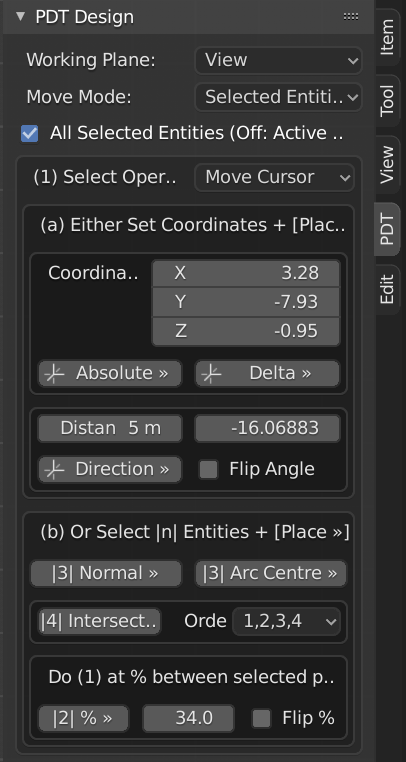 PDT Design
Working Plane: View
Move Mode: Selected Entiti..
All Selected Entities (Off: Active ..
(1) Select Oper.. Move Cursor
(a) Either Set Coordinates + [Plac..
Coordina.. X 3.28
Y -7.93
Z -0.95
Absolute » Delta »
Distan 5 m -16.06883
Direction » Flip Angle
(b) Or Select |n| Entities + [Place »]
|3| Normal » |3| Arc Centre »
|4| Intersect.. Orde 1,2,3,4
Do (1) at % between selected p..
|2| % » 34.0 Flip %
Item
Tool
View
PDT
Edit